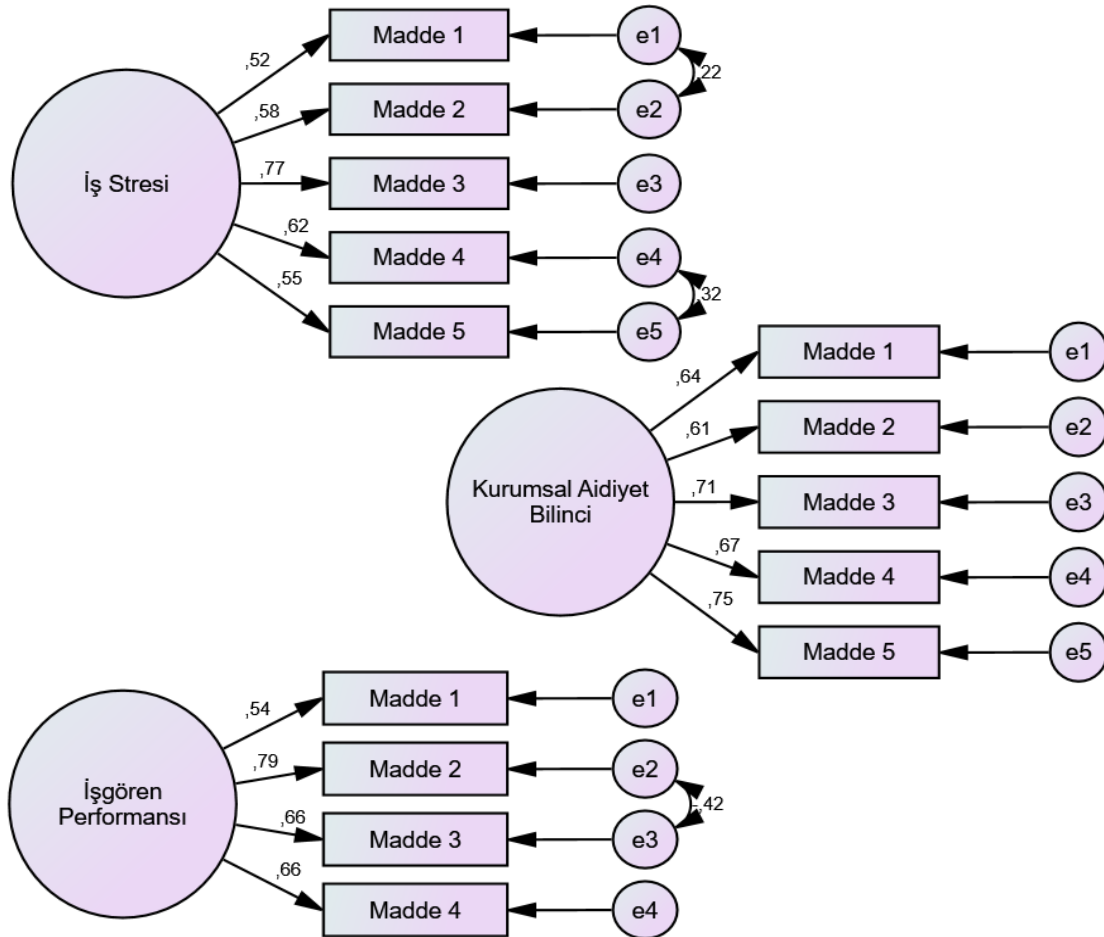 İş Stresi
,52
,58
,77
,62
,55
Madde 1
Madde 2
Madde 3
Madde 4
Madde 5
e1
e2
e3
e4
e5
,22
,32
Kurumsal Aidiyet
Bilinci
,64
,61
,71
,67
,75
Madde 1
Madde 2
Madde 3
Madde 4
Madde 5
e1
e2
e3
e4
e5
İşgören
Performansı
,54
,79
,66
,66
Madde 1
Madde 2
Madde 3
Madde 4
e1
e2
e3
e4
-,42